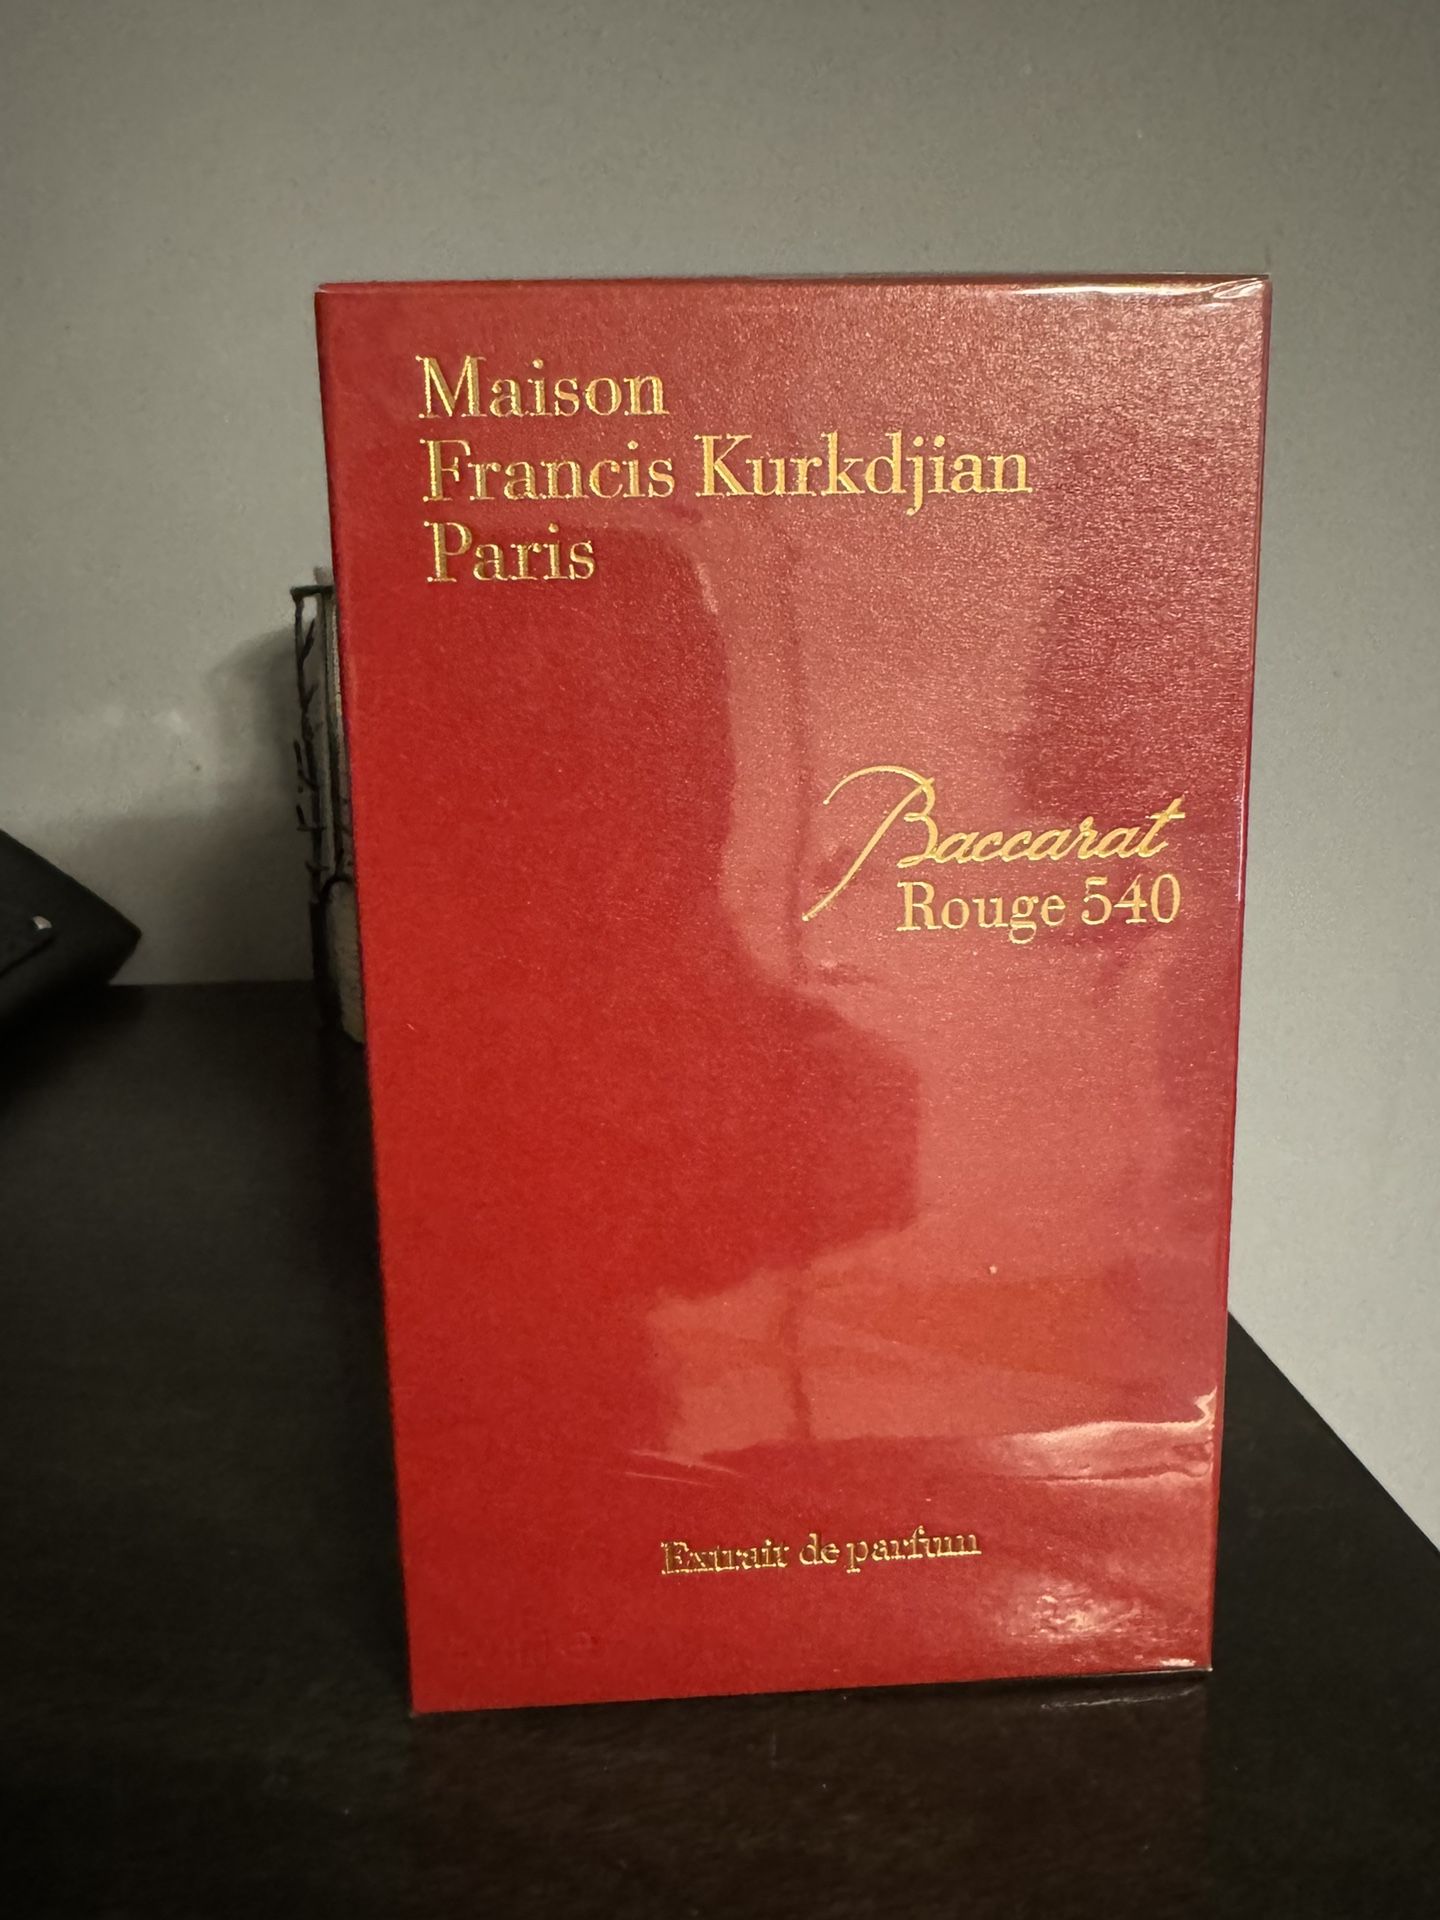 Maison
Francis Kurkdjian
Paris
Baccarat
Rouge 540
Extrait de parfum